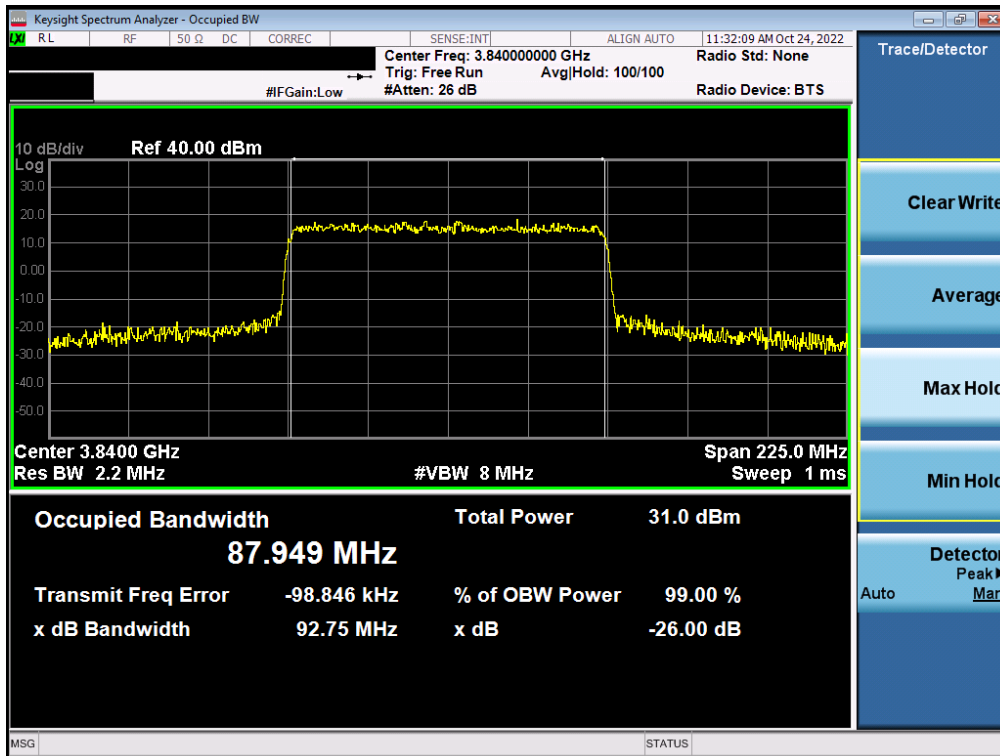 Keysight Spectrum Analyzer - Occupied BW
LXI RL RF 50 Ω DC CORREC SENSE:INT ALIGN AUTO 11:32:09 AM Oct 24, 2022
Center Freq: 3.840000000 GHz Radio Std: None
Trig: Free Run Avg|Hold: 100/100
#IFGain:Low #Atten: 26 dB Radio Device: BTS
Trace/Detector
10 dB/div Ref 40.00 dBm
Log
30.0
20.0
10.0
0.00
-10.0
-20.0
-30.0
-40.0
-50.0
Center 3.8400 GHz Span 225.0 MHz
Res BW 2.2 MHz #VBW 8 MHz Sweep 1 ms
Occupied Bandwidth Total Power 31.0 dBm
87.949 MHz
Transmit Freq Error -98.846 kHz % of OBW Power 99.00 %
x dB Bandwidth 92.75 MHz x dB -26.00 dB
Clear Write
Average
Max Hold
Min Hold
Detector
Peak
Auto Man
MSG STATUS